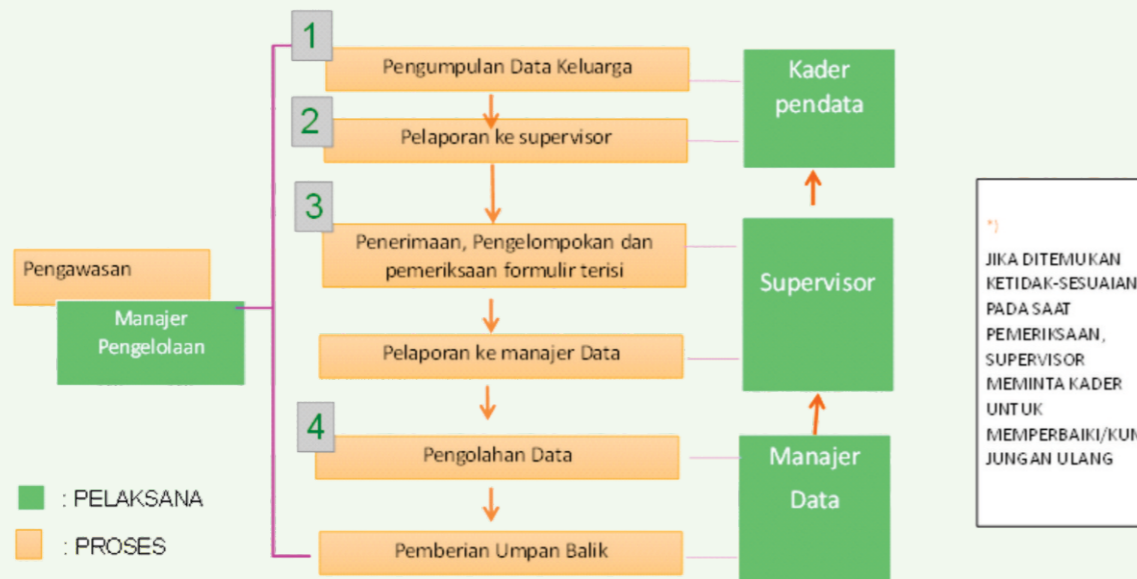 1
Pengumpulan Data Keluarga
Kader
pendata
2
Pelaporan ke supervisor
3
Penerimaan, Pengelompokan dan
pemeriksaan formulir terisi
Supervisor
Pengawasan
Manajer
Pengelolaan
Pelaporan ke manajer Data
4
Pengolahan Data
Manajer
Data
Pemberian Umpan Balik
: PELAKSANA
: PROSES
*)
JIKA DITEMUKAN
KETIDAK-SESUAIAN
PADA SAAT
PEMERIKSAAN,
SUPERVISOR
MEMINTA KADER
UNTUK
MEMPERBAIKI/KUN
JUNGAN ULANG